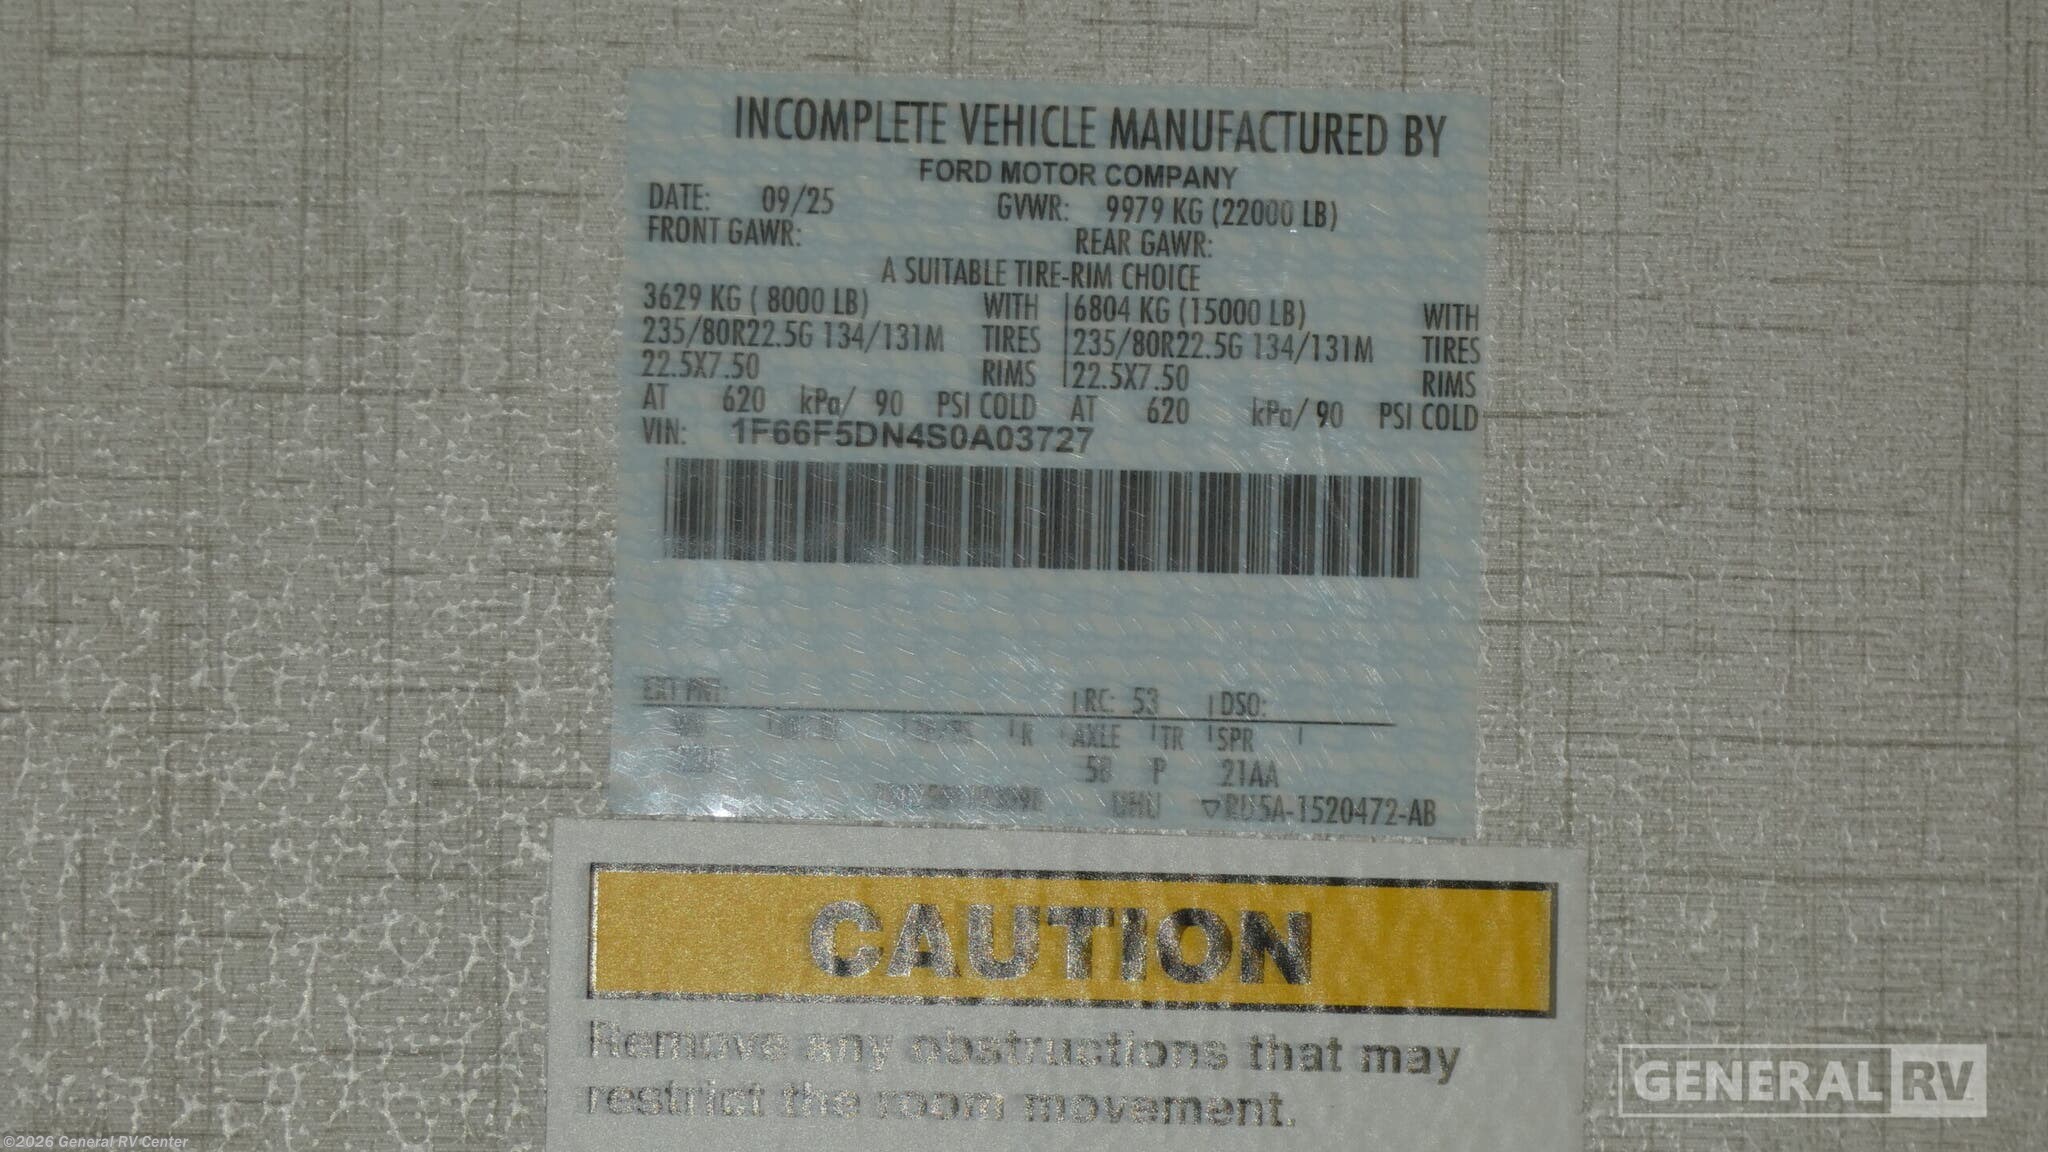 INCOMPLETE VEHICLE MANUFACTURED BY
FORD MOTOR COMPANY
DATE: 09/25 GVWR: 9979 KG (22000 LB)
FRONT GAWR: REAR GAWR:
A SUITABLE TIRE-RIM CHOICE
3629 KG ( 8000 LB) WITH 6804 KG (15000 LB) WITH
235/80R22.5G 134/131M TIRES 235/80R22.5G 134/131M TIRES
22.5X7.50 RIMS 22.5X7.50 RIMS
AT 620 kPa/ 90 PSI COLD AT 620 kPa/ 90 PSI COLD
VIN: 1F66F5DN4S0A03727
EXT PNT: RC: 53 DSO:
R AXLE TR SPR
P 21AA
▽RU5A-1520472-AB
CAUTION
Remove any obstructions that may
restrict the room movement.
GENERAL RV
©2026 General RV Center